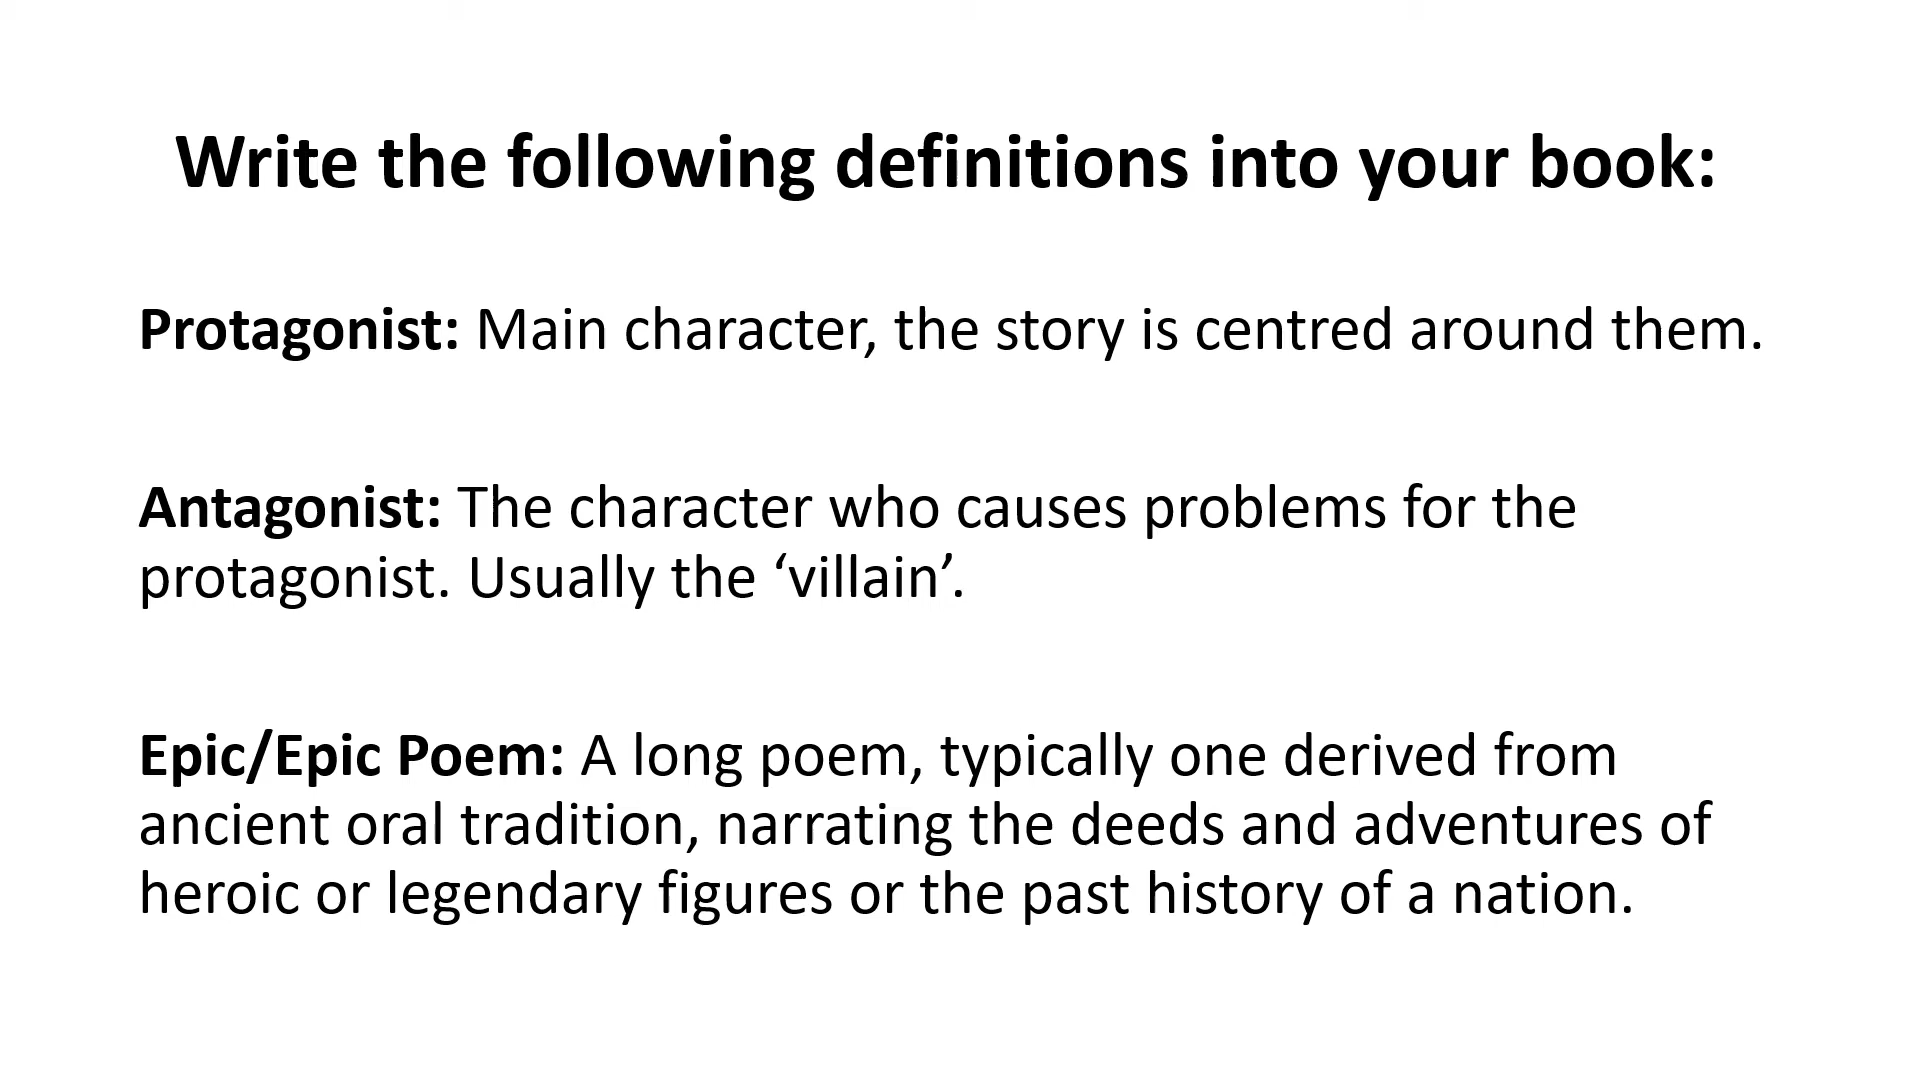 Write the following definitions into your book:
Protagonist: Main character, the story is centred around them.
Antagonist: The character who causes problems for the
protagonist. Usually the ‘villain’.
Epic/Epic Poem: A long poem, typically one derived from
ancient oral tradition, narrating the deeds and adventures of
heroic or legendary figures or the past history of a nation.